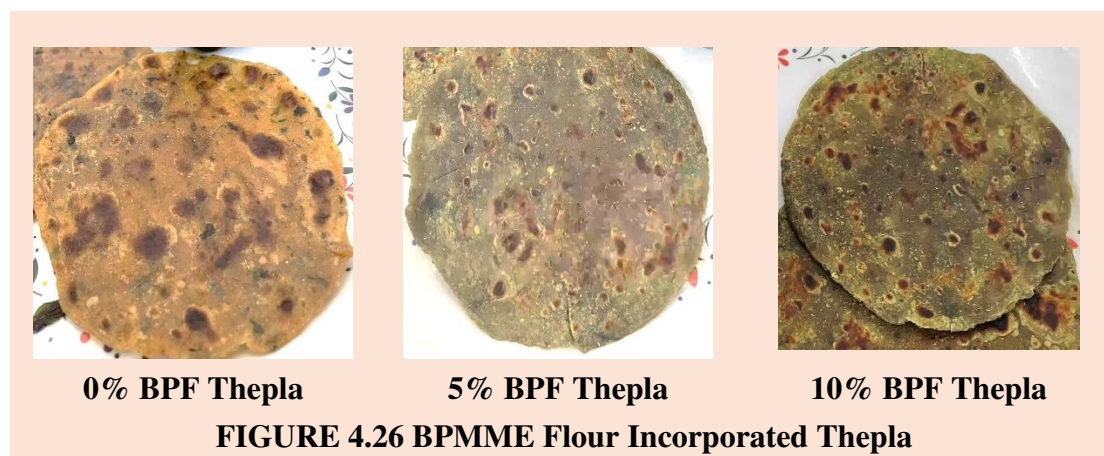 0% BPF Thepla
5% BPF Thepla
10% BPF Thepla
FIGURE 4.26 BPMME Flour Incorporated Thepla